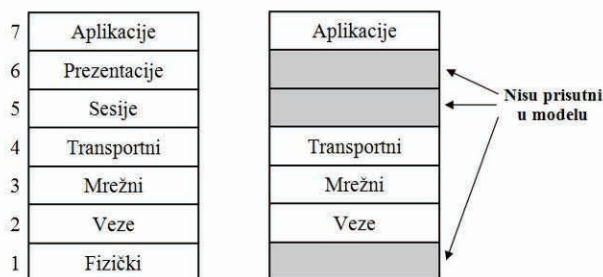 7 Aplikacije Aplikacije
6 Prezentacije
5 Sesije
4 Transportni Transportni
3 Mrežni Mrežni
2 Veze Veze
1 Fizički
Nisu prisutni
u modelu